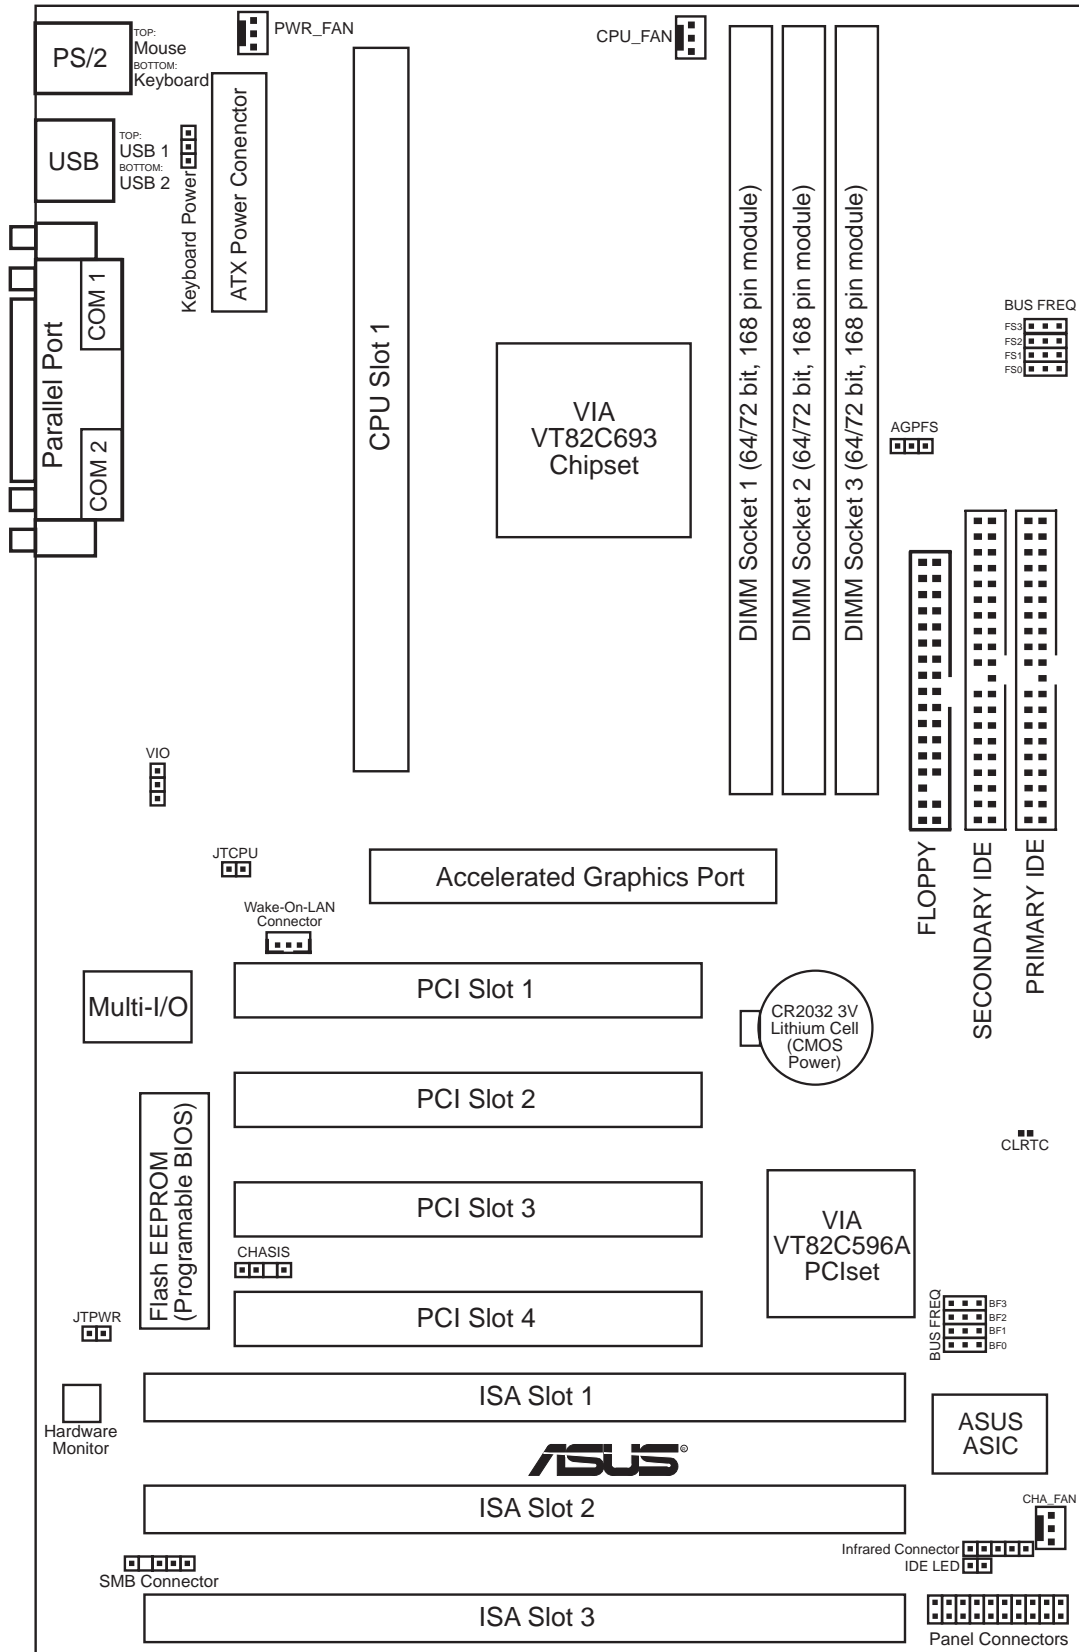 PS/2
TOP:
Mouse
BOTTOM:
Keyboard
PWR_FAN
CPU_FAN
USB
TOP:
USB 1
BOTTOM:
USB 2
Keyboard Power
ATX Power Conenctor
Parallel Port
COM 1
COM 2
CPU Slot 1
VIA
VT82C693
Chipset
DIMM Socket 1 (64/72 bit, 168 pin module)
DIMM Socket 2 (64/72 bit, 168 pin module)
DIMM Socket 3 (64/72 bit, 168 pin module)
BUS FREQ
FS3
FS2
FS1
FS0
AGPFS
FLOPPY
SECONDARY IDE
PRIMARY IDE
VIO
JTCPU
Accelerated Graphics Port
Wake-On-LAN
Connector
Multi-I/O
PCI Slot 1
CR2032 3V
Lithium Cell
(CMOS
Power)
PCI Slot 2
Flash EEPROM
(Programable BIOS)
CLRTC
PCI Slot 3
VIA
VT82C596A
PCIset
CHASIS
PCI Slot 4
JTPWR
BUS FREQ
BF3
BF2
BF1
BF0
ISA Slot 1
Hardware
Monitor
ASUS
ASIC
ASUS®
ISA Slot 2
CHA_FAN
Infrared Connector
IDE LED
SMB Connector
ISA Slot 3
Panel Connectors